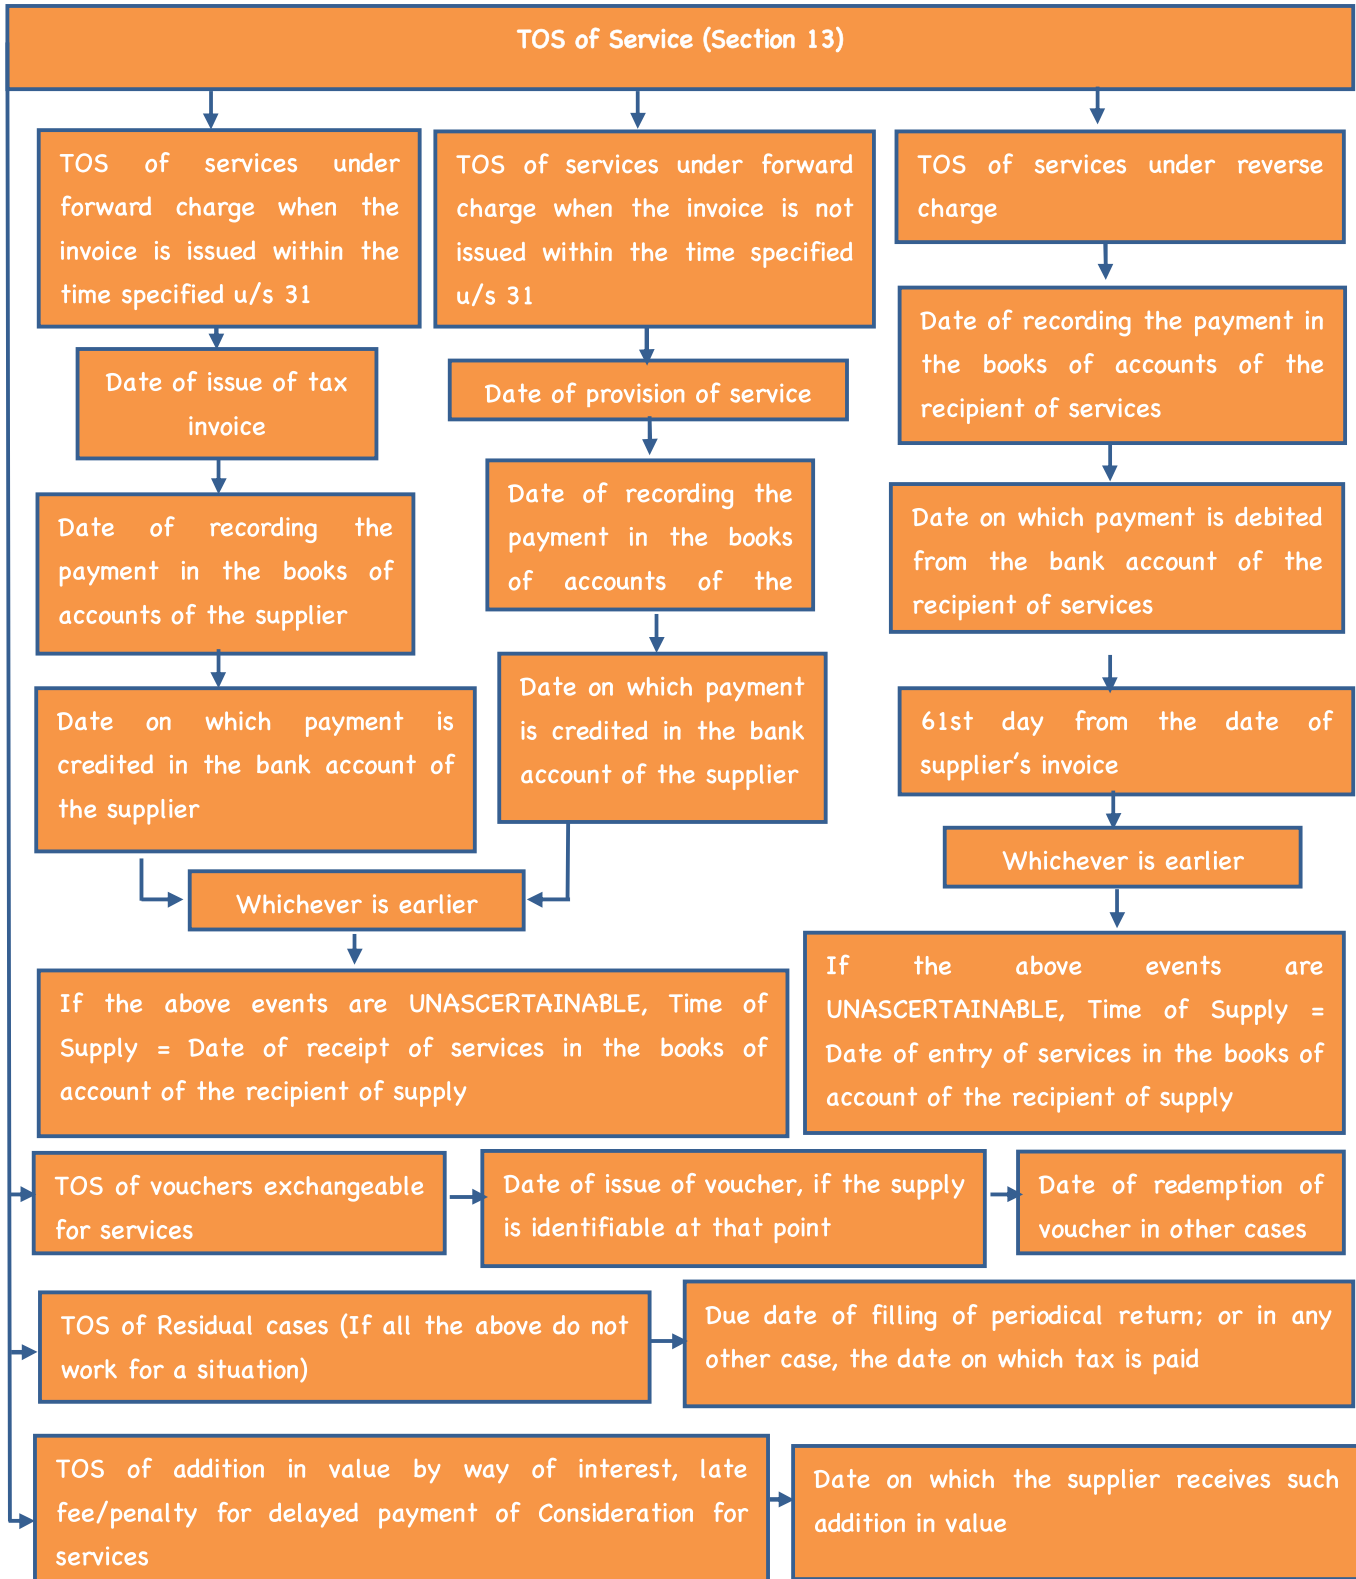 TOS of Service (Section 13)
TOS of services under
forward charge when the
invoice is issued within the
time specified u/s 31
Date of issue of tax
invoice
Date of recording the
payment in the books of
accounts of the supplier
Date on which payment is
credited in the bank account of
the supplier
TOS of services under forward
charge when the invoice is not
issued within the time specified
u/s 31
Date of provision of service
Date of recording the
payment in the books
of accounts of the
Date on which payment
is credited in the bank
account of the supplier
Whichever is earlier
If the above events are UNASCERTAINABLE, Time of
Supply = Date of receipt of services in the books of
account of the recipient of supply
TOS of services under reverse
charge
Date of recording the payment in
the books of accounts of the
recipient of services
Date on which payment is debited
from the bank account of the
recipient of services
61st day from the date of
supplier's invoice
Whichever is earlier
If the above events are
UNASCERTAINABLE, Time of Supply =
Date of entry of services in the books of
account of the recipient of supply
TOS of vouchers exchangeable
for services
Date of issue of voucher, if the supply
is identifiable at that point
Date of redemption of
voucher in other cases
TOS of Residual cases (If all the above do not
work for a situation)
Due date of filling of periodical return; or in any
other case, the date on which tax is paid
TOS of addition in value by way of interest, late
fee/penalty for delayed payment of Consideration for
services
Date on which the supplier receives such
addition in value